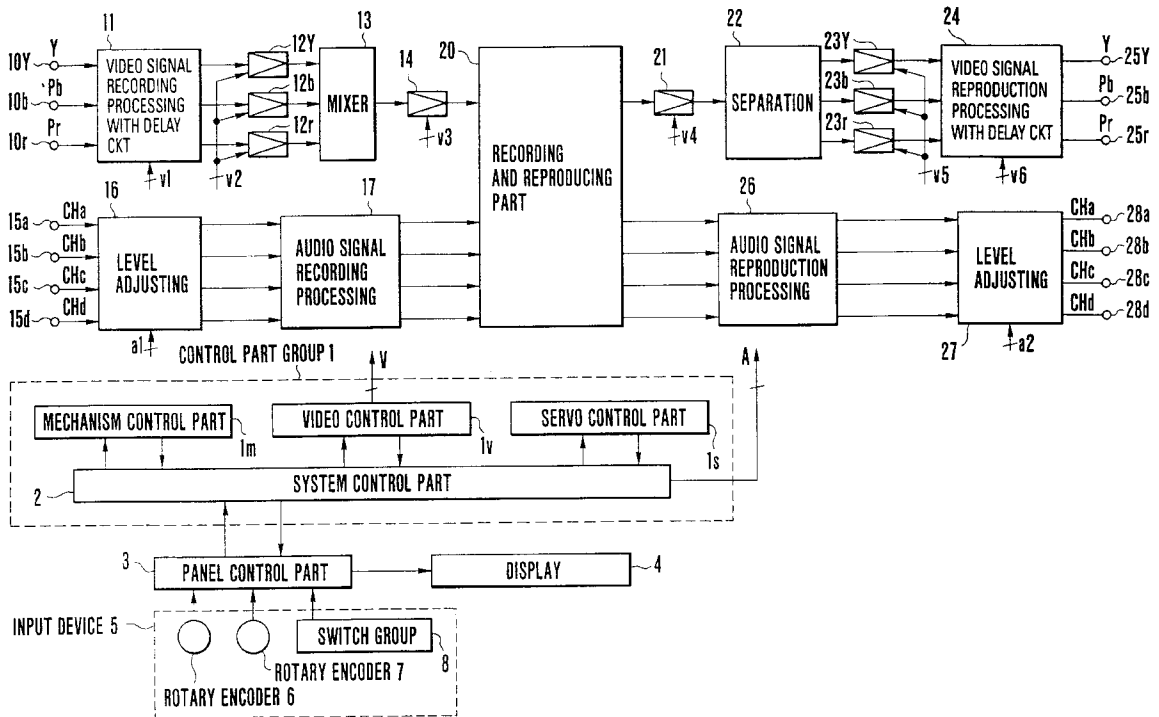 11
13
20
22
24
Y
12Y
23Y
Y
10Y
VIDEO SIGNAL
RECORDING
PROCESSING
WITH DELAY
CKT
14
21
VIDEO SIGNAL
REPRODUCTION
PROCESSING
WITH DELAY CKT
25Y
Pb
12b
MIXER
SEPARATION
23b
Pb
10b
25b
Pr
12r
23r
Pr
10r
25r
v3
v4
RECORDING
AND REPRODUCING
PART
v1
v2
v5
v6
16
17
26
15a
CHa
CHa
28a
15b
CHb
CHb
28b
LEVEL
ADJUSTING
AUDIO SIGNAL
RECORDING
PROCESSING
AUDIO SIGNAL
REPRODUCTION
PROCESSING
LEVEL
ADJUSTING
15c
CHc
CHc
28c
15d
CHd
CHd
28d
a1
27
a2
CONTROL PART GROUP 1
V
A
MECHANISM CONTROL PART
VIDEO CONTROL PART
SERVO CONTROL PART
1m
1v
1s
2
SYSTEM CONTROL PART
3
PANEL CONTROL PART
DISPLAY
4
INPUT DEVICE 5
SWITCH GROUP
8
ROTARY ENCODER 7
ROTARY ENCODER 6